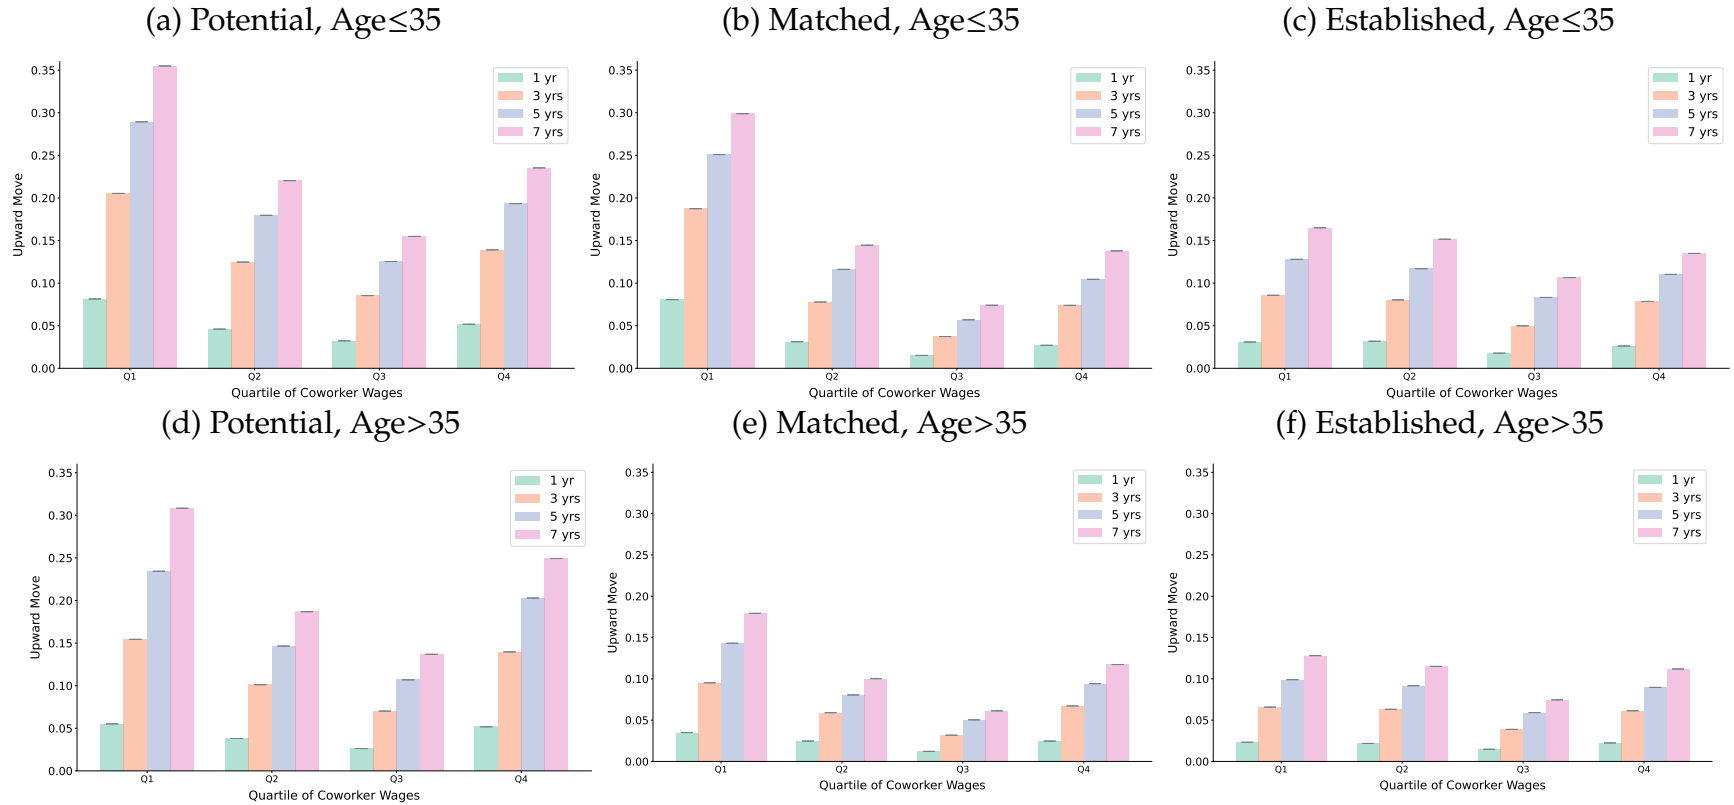 (a) Potential, Age≤35
0.35
0.30
0.25
0.20
0.15
0.10
0.05
0.00
Upward Move
1 yr
3 yrs
5 yrs
7 yrs
Q1 Q2 Q3 Q4
Quartile of Coworker Wages
(b) Matched, Age≤35
0.35
0.30
0.25
0.20
0.15
0.10
0.05
0.00
Upward Move
1 yr
3 yrs
5 yrs
7 yrs
Q1 Q2 Q3 Q4
Quartile of Coworker Wages
(c) Established, Age≤35
0.35
0.30
0.25
0.20
0.15
0.10
0.05
0.00
Upward Move
1 yr
3 yrs
5 yrs
7 yrs
Q1 Q2 Q3 Q4
Quartile of Coworker Wages
(d) Potential, Age>35
0.35
0.30
0.25
0.20
0.15
0.10
0.05
0.00
Upward Move
1 yr
3 yrs
5 yrs
7 yrs
Q1 Q2 Q3 Q4
Quartile of Coworker Wages
(e) Matched, Age>35
0.35
0.30
0.25
0.20
0.15
0.10
0.05
0.00
Upward Move
1 yr
3 yrs
5 yrs
7 yrs
Q1 Q2 Q3 Q4
Quartile of Coworker Wages
(f) Established, Age>35
0.35
0.30
0.25
0.20
0.15
0.10
0.05
0.00
Upward Move
1 yr
3 yrs
5 yrs
7 yrs
Q1 Q2 Q3 Q4
Quartile of Coworker Wages